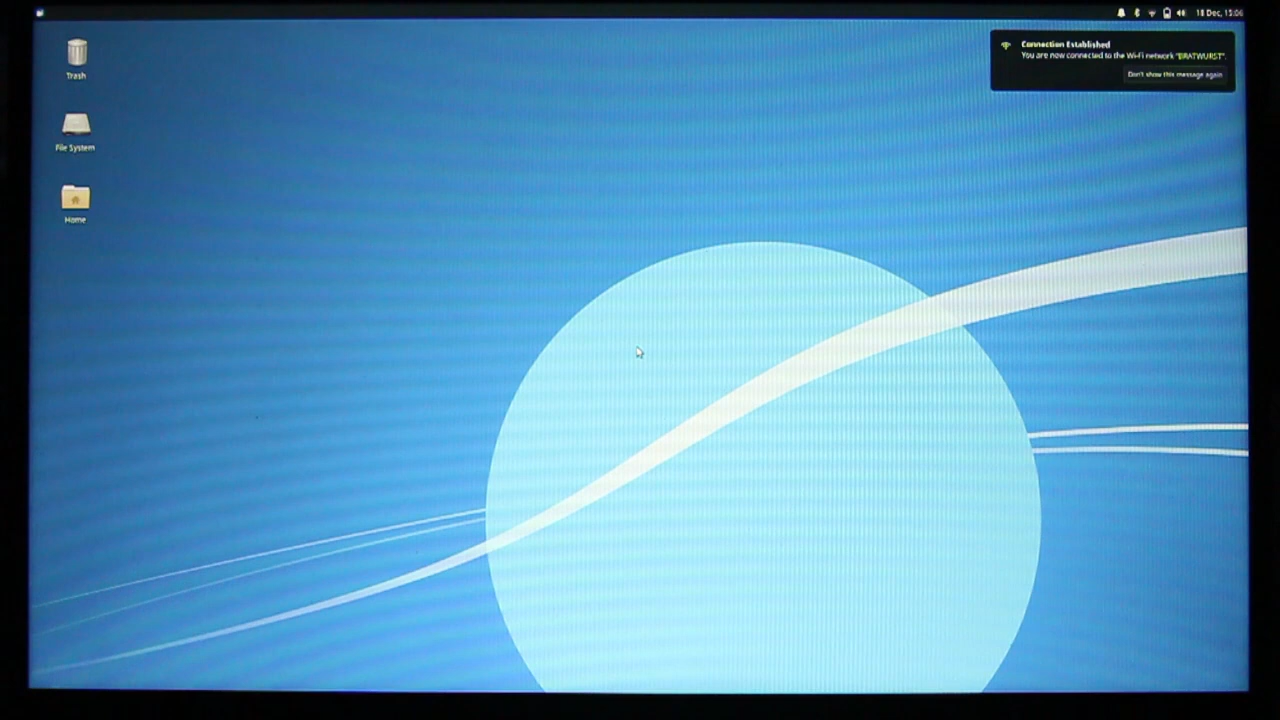 18 Dec, 15:06
Trash
File System
Home
Connection Established
You are now connected to the Wi-Fi network "BRATWURST".
Don't show this message again